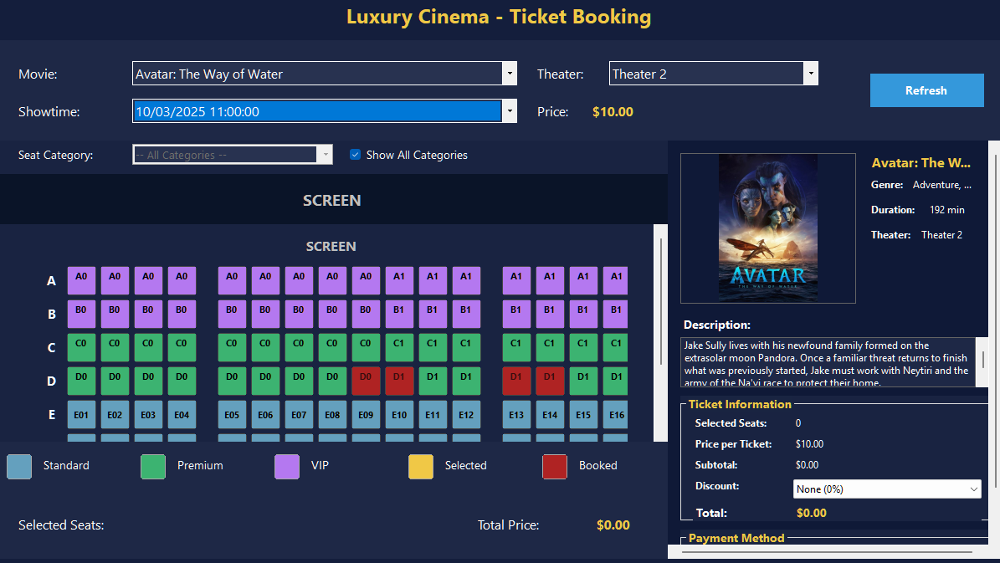 Luxury Cinema - Ticket Booking
Movie: Avatar: The Way of Water Theater: Theater 2
Refresh
Showtime: 10/03/2025 11:00:00 Price: $10.00
Seat Category: -- All Categories -- Show All Categories
SCREEN
SCREEN
A A0 A0 A0 A0 A0 A0 A0 A0 A0 A1 A1 A1 A1 A1 A1 A1
B B0 B0 B0 B0 B0 B0 B0 B0 B0 B1 B1 B1 B1 B1 B1 B1
C C0 C0 C0 C0 C0 C0 C0 C0 C0 C1 C1 C1 C1 C1 C1 C1
D D0 D0 D0 D0 D0 D0 D0 D0 D0 D1 D1 D1 D1 D1 D1 D1
E E01 E02 E03 E04 E05 E06 E07 E08 E09 E10 E11 E12 E13 E14 E15 E16
Standard Premium VIP Selected Booked
Selected Seats: Total Price: $0.00
AVATAR
THE WAY OF WATER
Avatar: The W...
Genre: Adventure, ...
Duration: 192 min
Theater: Theater 2
Description:
Jake Sully lives with his newfound family formed on the
extrasolar moon Pandora. Once a familiar threat returns to finish
what was previously started, Jake must work with Neytiri and the
army of the Na'vi race to protect their home.
Ticket Information
Selected Seats: 0
Price per Ticket: $10.00
Subtotal: $0.00
Discount: None (0%)
Total: $0.00
Payment Method